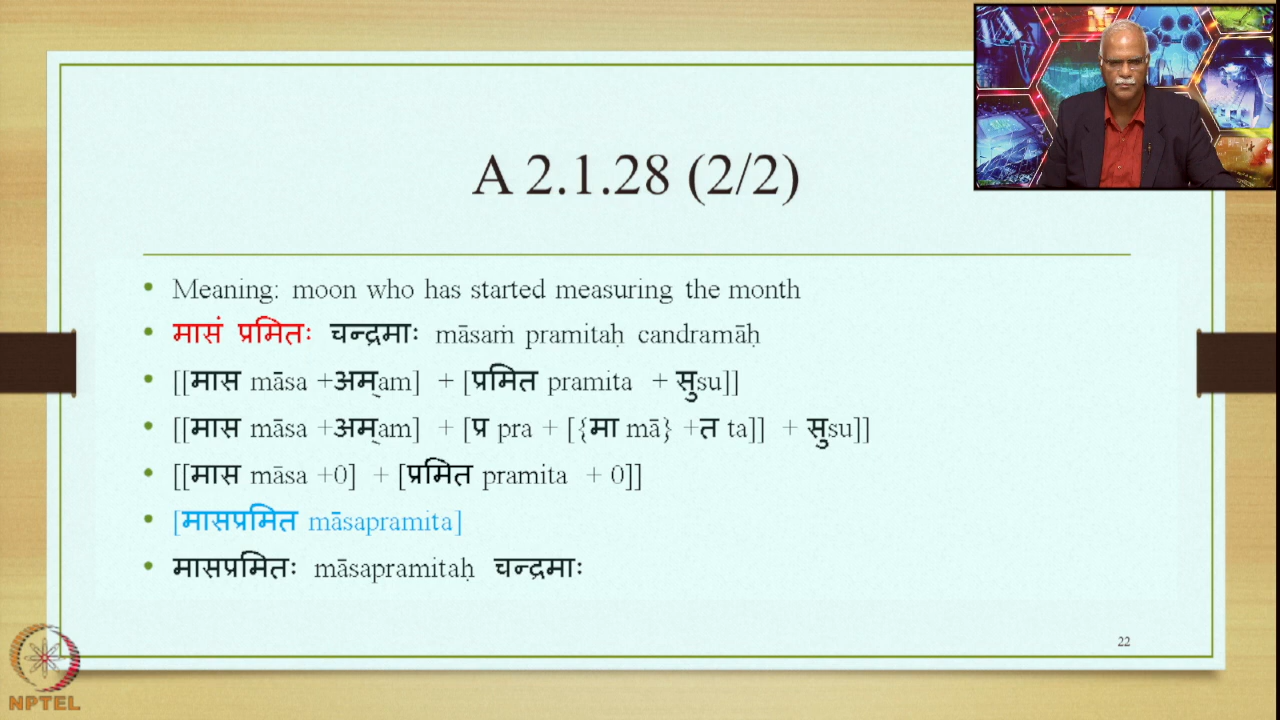 A 2.1.28 (2/2)
Meaning: moon who has started measuring the month
मासं प्रमितः चन्द्रमाः māsaṁ pramitaḥ candramāḥ
[[मास māsa +अम् am] + [प्रमित pramita + सु su]]
[[मास māsa +अम् am] + [प्र pra + [{मा mā} +त ta]] + सु su]]
[[मास māsa +0] + [प्रमित pramita + 0]]
[मासप्रमित māsapramita]
मासप्रमितः māsapramitaḥ चन्द्रमाः
22
NPTEL